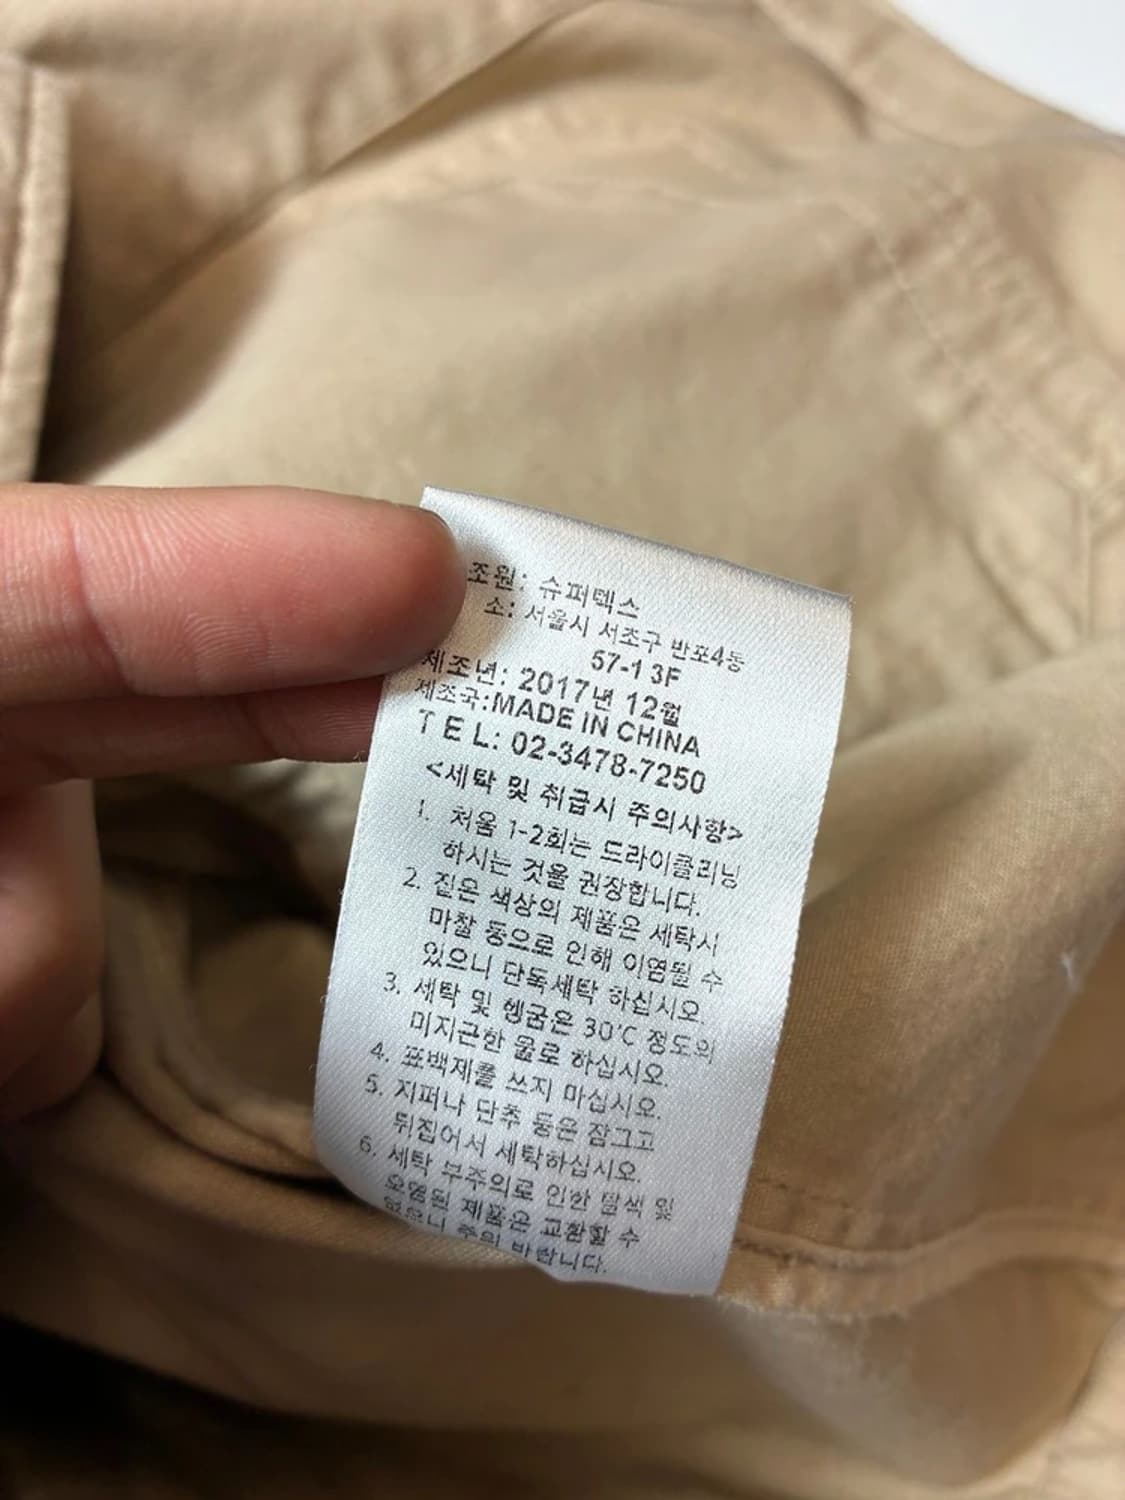 조원: 슈퍼텍스
소: 서울시 서초구 반포4동
57-1 3F
제조년: 2017년 12월
제조국:MADE IN CHINA
T E L: 02-3478-7250
<세탁 및 취급시 주의사항>
1. 처음 1-2회는 드라이클리닝
하시는 것을 권장합니다.
2. 짙은 색상의 제품은 세탁시
마찰 등으로 인해 이염될 수
있으니 단독세탁 하십시오.
3. 세탁 및 헹굼은 30℃ 정도의
미지근한 물로 하십시오.
4. 표백제를 쓰지 마십시오.
5. 지퍼나 단추 등은 잠그고
뒤집어서 세탁하십시오.
6. 세탁 부주의로 인한 탈색 및
오염된 제품은 교환할 수
없으니 주의 바랍니다.